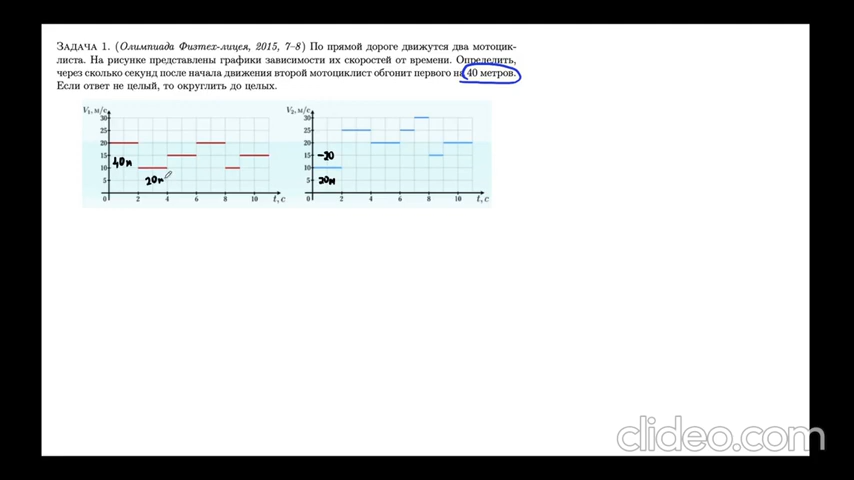 ЗАДАЧА 1. (Олимпиада Физтех-лицея, 2015, 7–8) По прямой дороге движутся два мотоцик-
листа. На рисунке представлены графики зависимости их скоростей от времени. Определить,
через сколько секунд после начала движения второй мотоциклист обгонит первого на 40 метров.
Если ответ не целый, то округлить до целых.
V₁, м/с
30
25
20
15
10
5
0 2 4 6 8 10 t, с
40м
20м
V₂, м/с
30
25
20
15
10
5
0 2 4 6 8 10 t, с
-20
20м
clideo.com